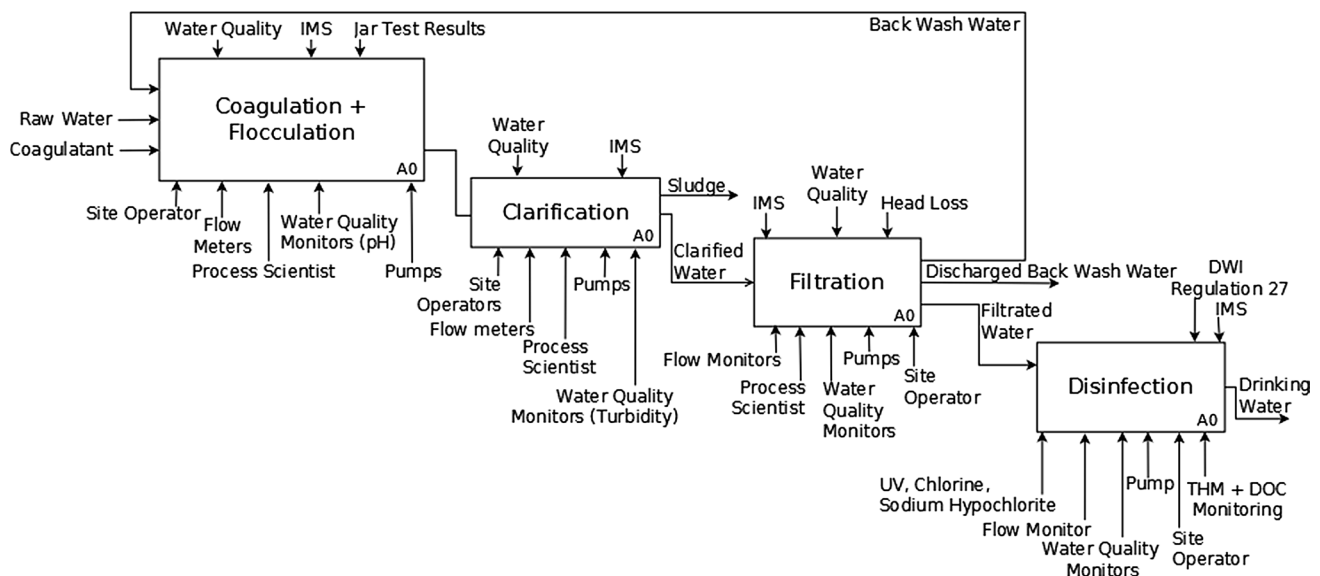 Back Wash Water
Water Quality
IMS
Jar Test Results
Coagulation +
Flocculation
A0
Raw Water
Coagulatant
Site Operator
Flow
Meters
Process Scientist
Water Quality
Monitors (pH)
Pumps
Water
Quality
IMS
Clarification
A0
Sludge
Clarified
Water
Site
Operators
Flow meters
Process
Scientist
Pumps
Water Quality
Monitors (Turbidity)
IMS
Water
Quality
Head Loss
Filtration
A0
Discharged Back Wash Water
Filtrated
Water
Flow Monitors
Process
Scientist
Water
Quality
Monitors
Pumps
Site
Operator
DWI
Regulation 27
IMS
Disinfection
A0
Drinking
Water
UV, Chlorine,
Sodium Hypochlorite
Flow Monitor
Water Quality
Monitors
Pump
Site
Operator
THM + DOC
Monitoring